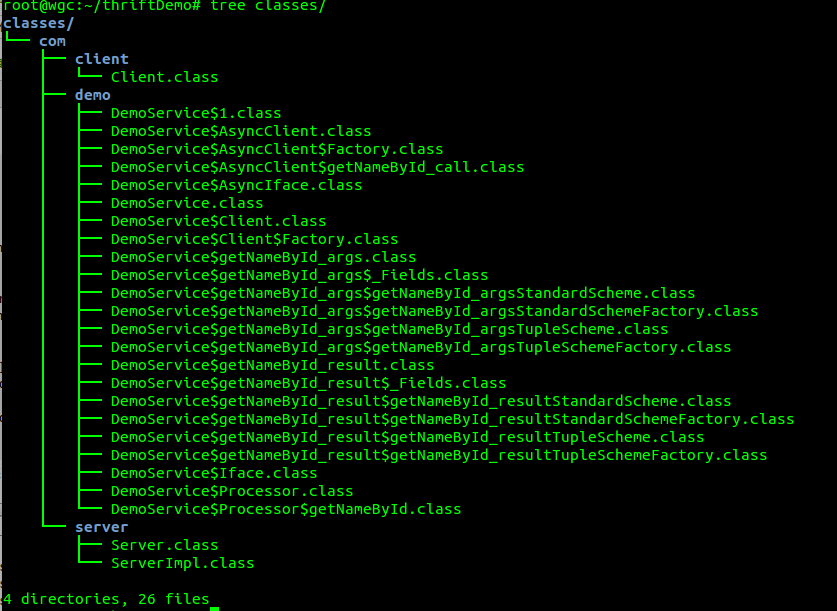 root@wgc:~/thriftDemo# tree classes/
classes/
└── com
    ├── client
    │   └── Client.class
    ├── demo
    │   ├── DemoService$1.class
    │   ├── DemoService$AsyncClient.class
    │   ├── DemoService$AsyncClient$Factory.class
    │   ├── DemoService$AsyncClient$getNameById_call.class
    │   ├── DemoService$AsyncIface.class
    │   ├── DemoService.class
    │   ├── DemoService$Client.class
    │   ├── DemoService$Client$Factory.class
    │   ├── DemoService$getNameById_args.class
    │   ├── DemoService$getNameById_args$_Fields.class
    │   ├── DemoService$getNameById_args$getNameById_argsStandardScheme.class
    │   ├── DemoService$getNameById_args$getNameById_argsStandardSchemeFactory.class
    │   ├── DemoService$getNameById_args$getNameById_argsTupleScheme.class
    │   ├── DemoService$getNameById_args$getNameById_argsTupleSchemeFactory.class
    │   ├── DemoService$getNameById_result.class
    │   ├── DemoService$getNameById_result$_Fields.class
    │   ├── DemoService$getNameById_result$getNameById_resultStandardScheme.class
    │   ├── DemoService$getNameById_result$getNameById_resultStandardSchemeFactory.class
    │   ├── DemoService$getNameById_result$getNameById_resultTupleScheme.class
    │   ├── DemoService$getNameById_result$getNameById_resultTupleSchemeFactory.class
    │   ├── DemoService$Iface.class
    │   ├── DemoService$Processor.class
    │   └── DemoService$Processor$getNameById.class
    └── server
        ├── Server.class
        └── ServerImpl.class
4 directories, 26 files